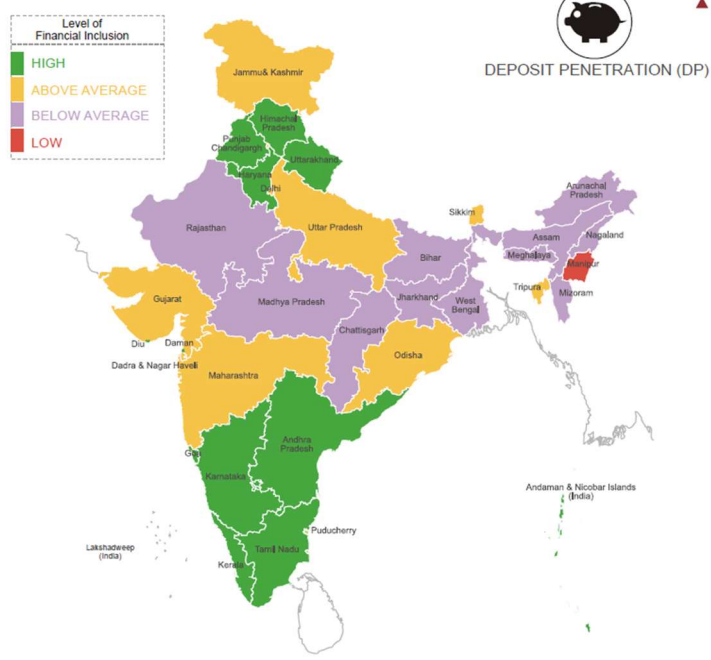 Level of
Financial Inclusion
HIGH
ABOVE AVERAGE
BELOW AVERAGE
LOW
DEPOSIT PENETRATION (DP)
Jammu& Kashmir
Himachal
Pradesh
Punjab
Chandigargh
Uttarakhand
Haryana
Delhi
Arunachal
Pradesh
Sikkim
Rajasthan
Uttar Pradesh
Assam
Nagaland
Bihar
Meghalaya
Manipur
Tripura
Mizoram
Gujarat
Madhya Pradesh
Jharkhand
West
Bengal
Chattisgarh
Diu
Daman
Dadra & Nagar Haveli
Odisha
Maharashtra
Andhra
Pradesh
Goa
Karnataka
Andaman & Nicobar Islands
(India)
Puducherry
Lakshadweep
(India)
Tamil Nadu
Kerala